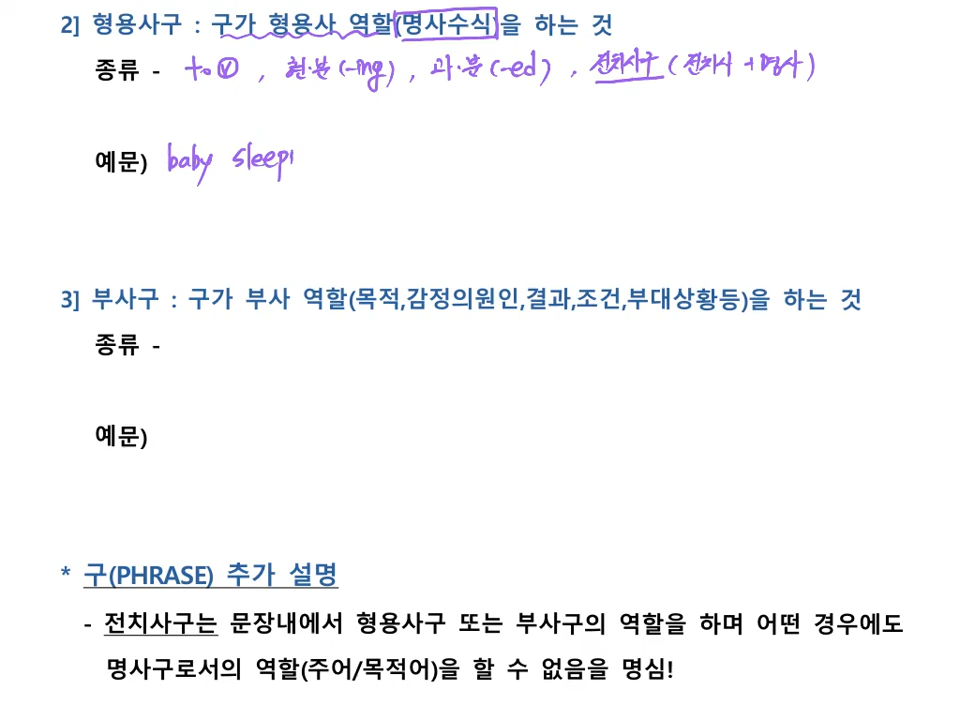 2] 형용사구 : 구가 형용사 역할(명사수식)을 하는 것
종류 - to ⓥ , 현·분 (-ing) , 과·분 (-ed) , 전치사구 ( 전치사 + 명사 )
예문) baby sleepi
3] 부사구 : 구가 부사 역할(목적,감정의원인,결과,조건,부대상황등)을 하는 것
종류 -
예문)
* 구(PHRASE) 추가 설명
- 전치사구는 문장내에서 형용사구 또는 부사구의 역할을 하며 어떤 경우에도
명사구로서의 역할(주어/목적어)을 할 수 없음을 명심!